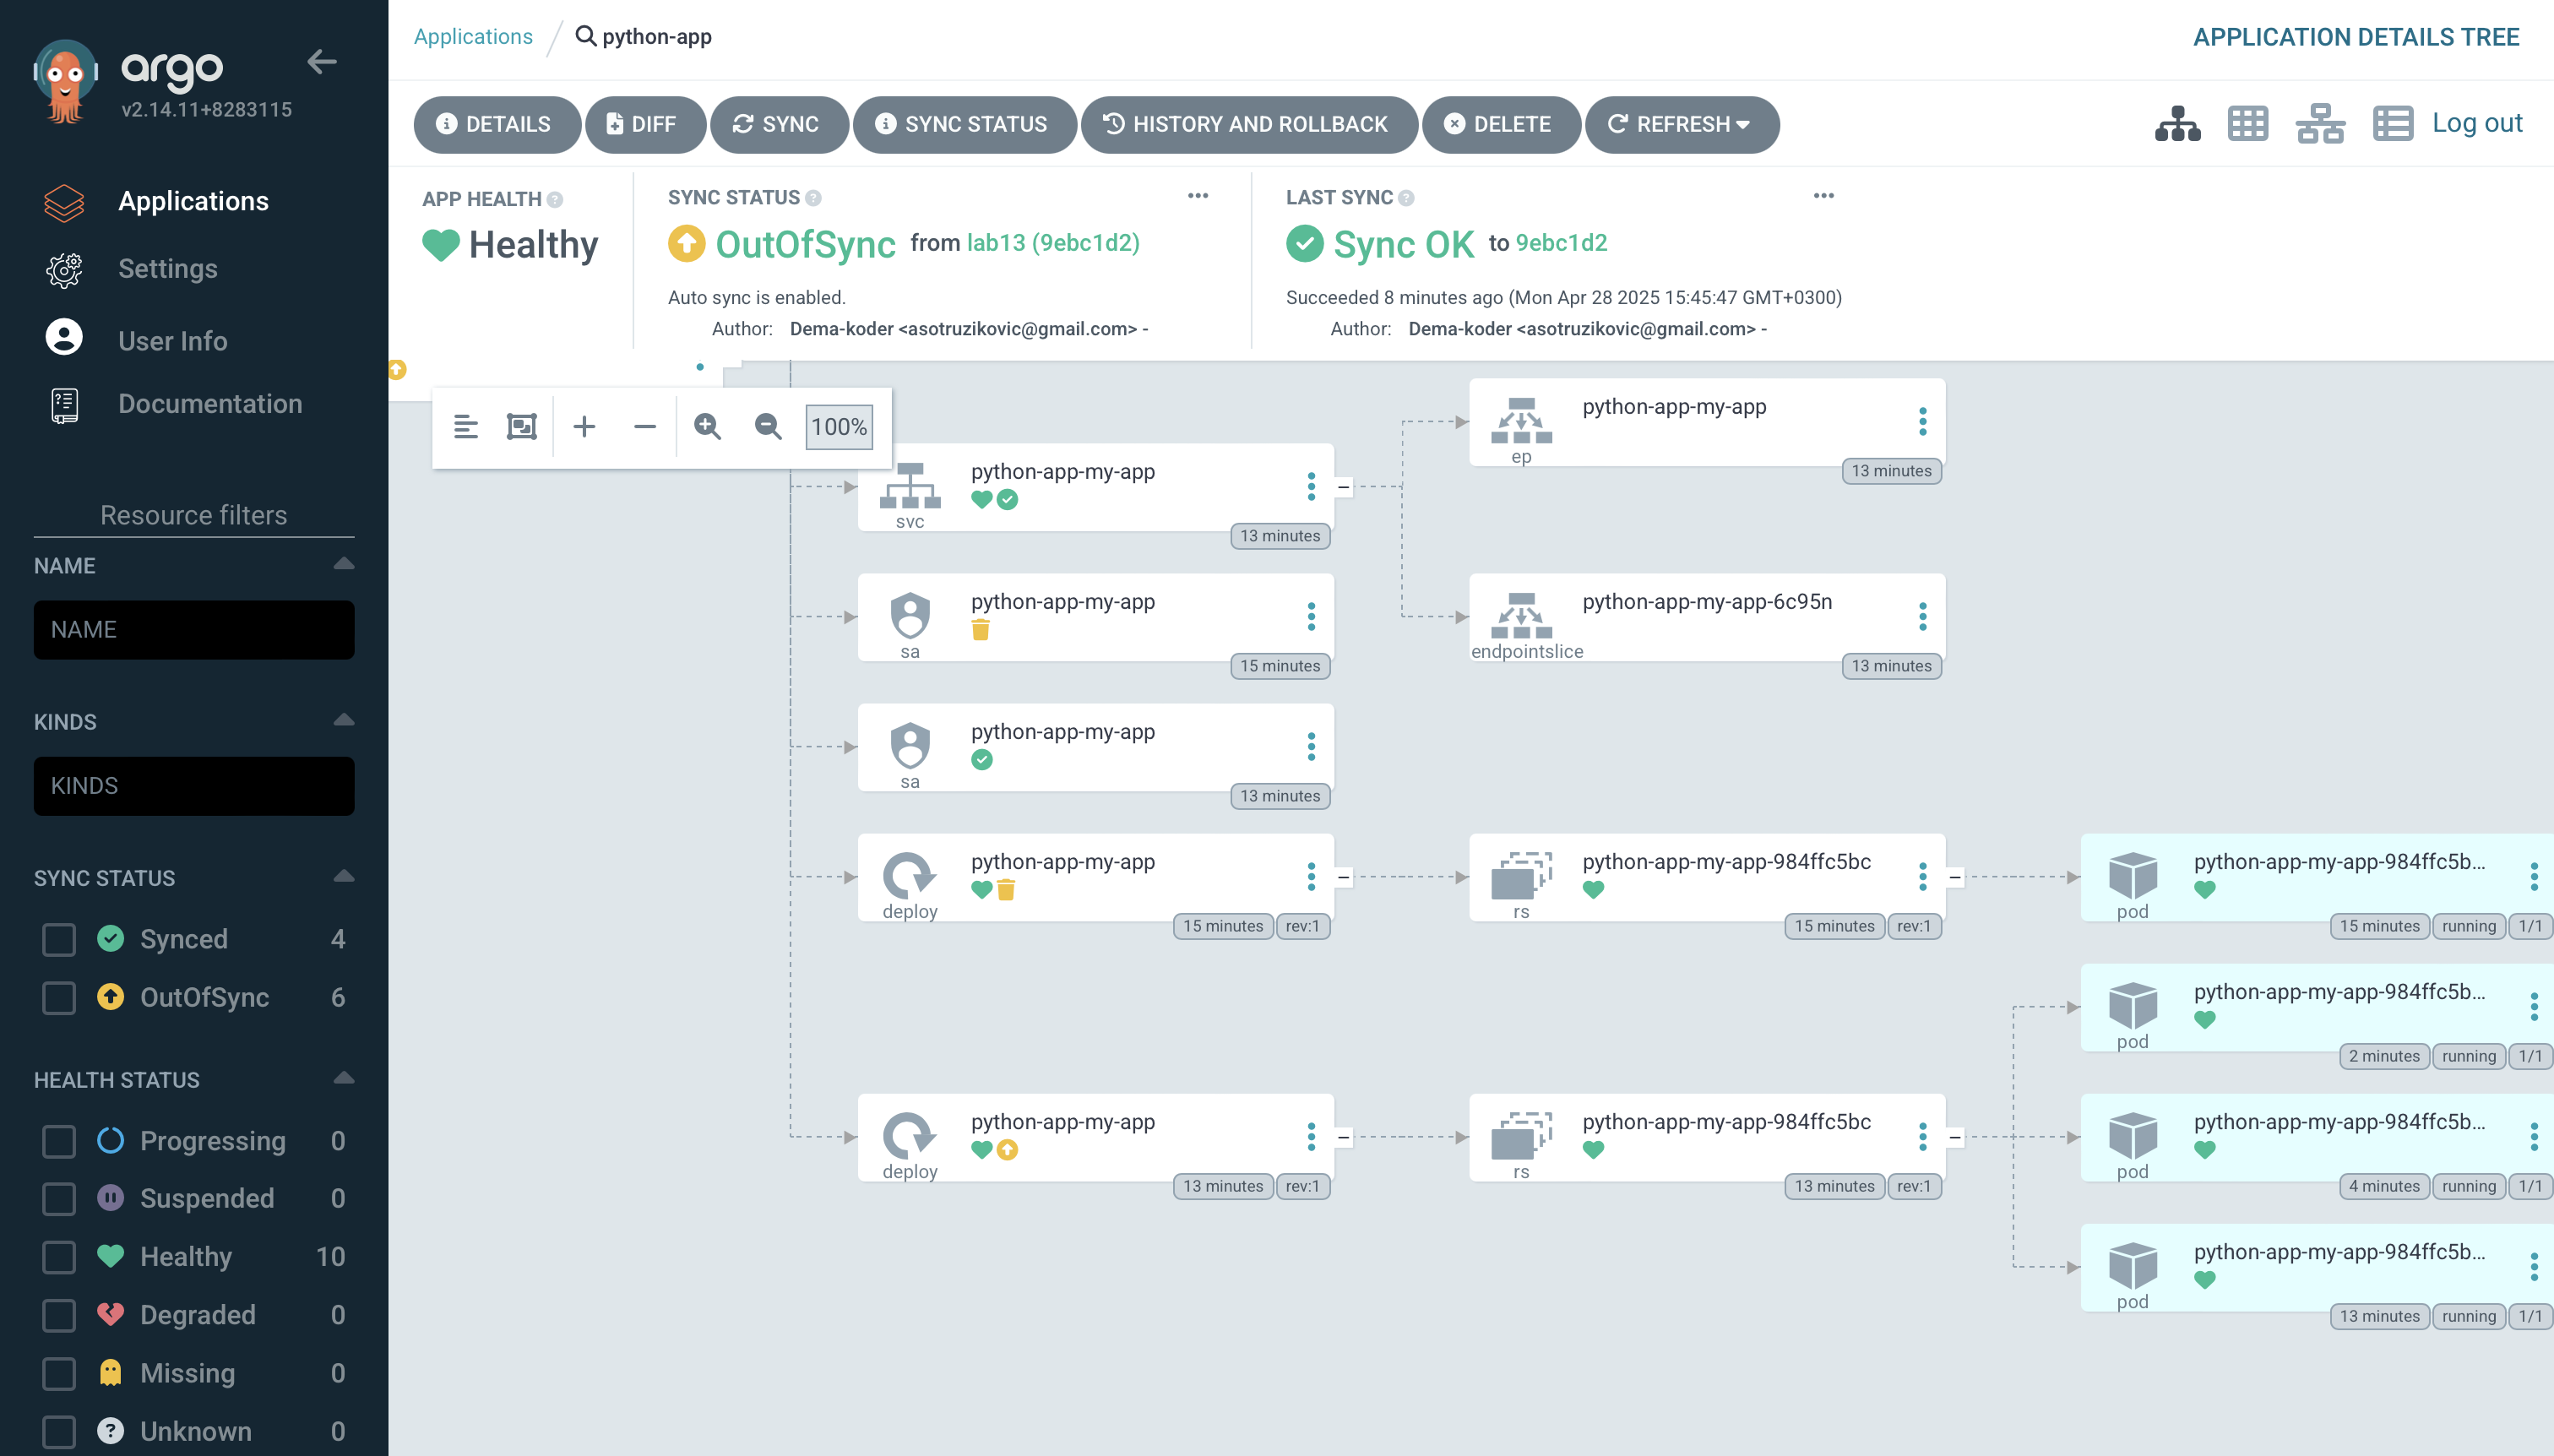 argo
v2.14.11+8283115
Applications
Settings
User Info
Documentation
Resource filters
NAME
NAME
KINDS
KINDS
SYNC STATUS
Synced 4
OutOfSync 6
HEALTH STATUS
Progressing 0
Suspended 0
Healthy 10
Degraded 0
Missing 0
Unknown 0
Applications / python-app
APPLICATION DETAILS TREE
DETAILS DIFF SYNC SYNC STATUS HISTORY AND ROLLBACK DELETE REFRESH
Log out
APP HEALTH
Healthy
SYNC STATUS
OutOfSync from lab13 (9ebc1d2)
Auto sync is enabled.
Author: Dema-koder <asotruzikovic@gmail.com> -
LAST SYNC
Sync OK to 9ebc1d2
Succeeded 8 minutes ago (Mon Apr 28 2025 15:45:47 GMT+0300)
Author: Dema-koder <asotruzikovic@gmail.com> -
100%
python-app-my-app
svc
13 minutes
python-app-my-app
ep
13 minutes
python-app-my-app-6c95n
endpointslice
13 minutes
python-app-my-app
sa
15 minutes
python-app-my-app
sa
13 minutes
python-app-my-app
deploy
15 minutes rev:1
python-app-my-app-984ffc5bc
rs
15 minutes rev:1
python-app-my-app-984ffc5b...
pod
15 minutes running 1/1
python-app-my-app-984ffc5b...
pod
2 minutes running 1/1
python-app-my-app
deploy
13 minutes rev:1
python-app-my-app-984ffc5bc
rs
13 minutes rev:1
python-app-my-app-984ffc5b...
pod
4 minutes running 1/1
python-app-my-app-984ffc5b...
pod
13 minutes running 1/1